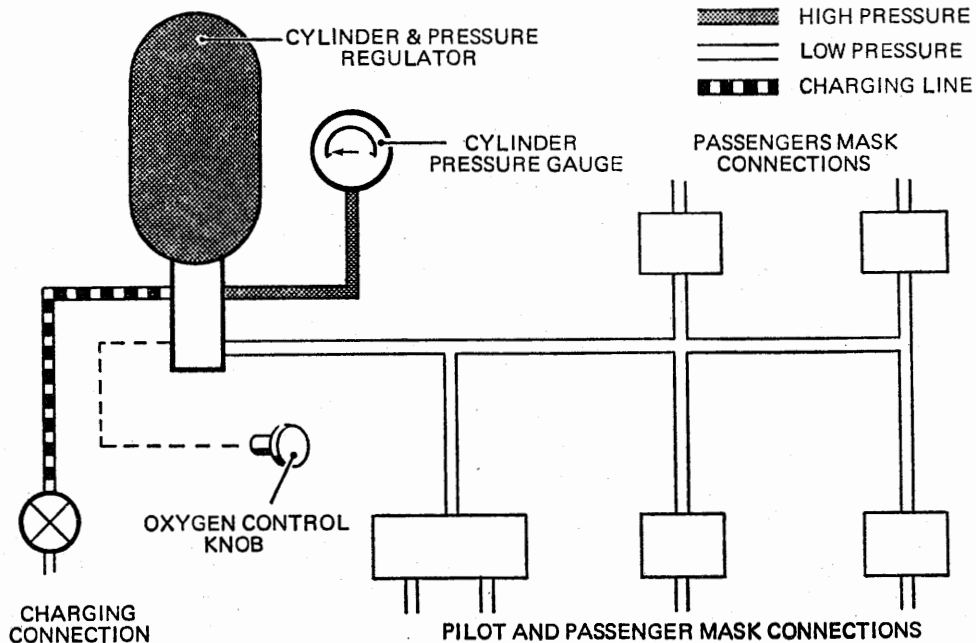 HIGH PRESSURE
LOW PRESSURE
CHARGING LINE
CYLINDER & PRESSURE
REGULATOR
CYLINDER
PRESSURE GAUGE
PASSENGERS MASK
CONNECTIONS
OXYGEN CONTROL
KNOB
CHARGING
CONNECTION
PILOT AND PASSENGER MASK CONNECTIONS